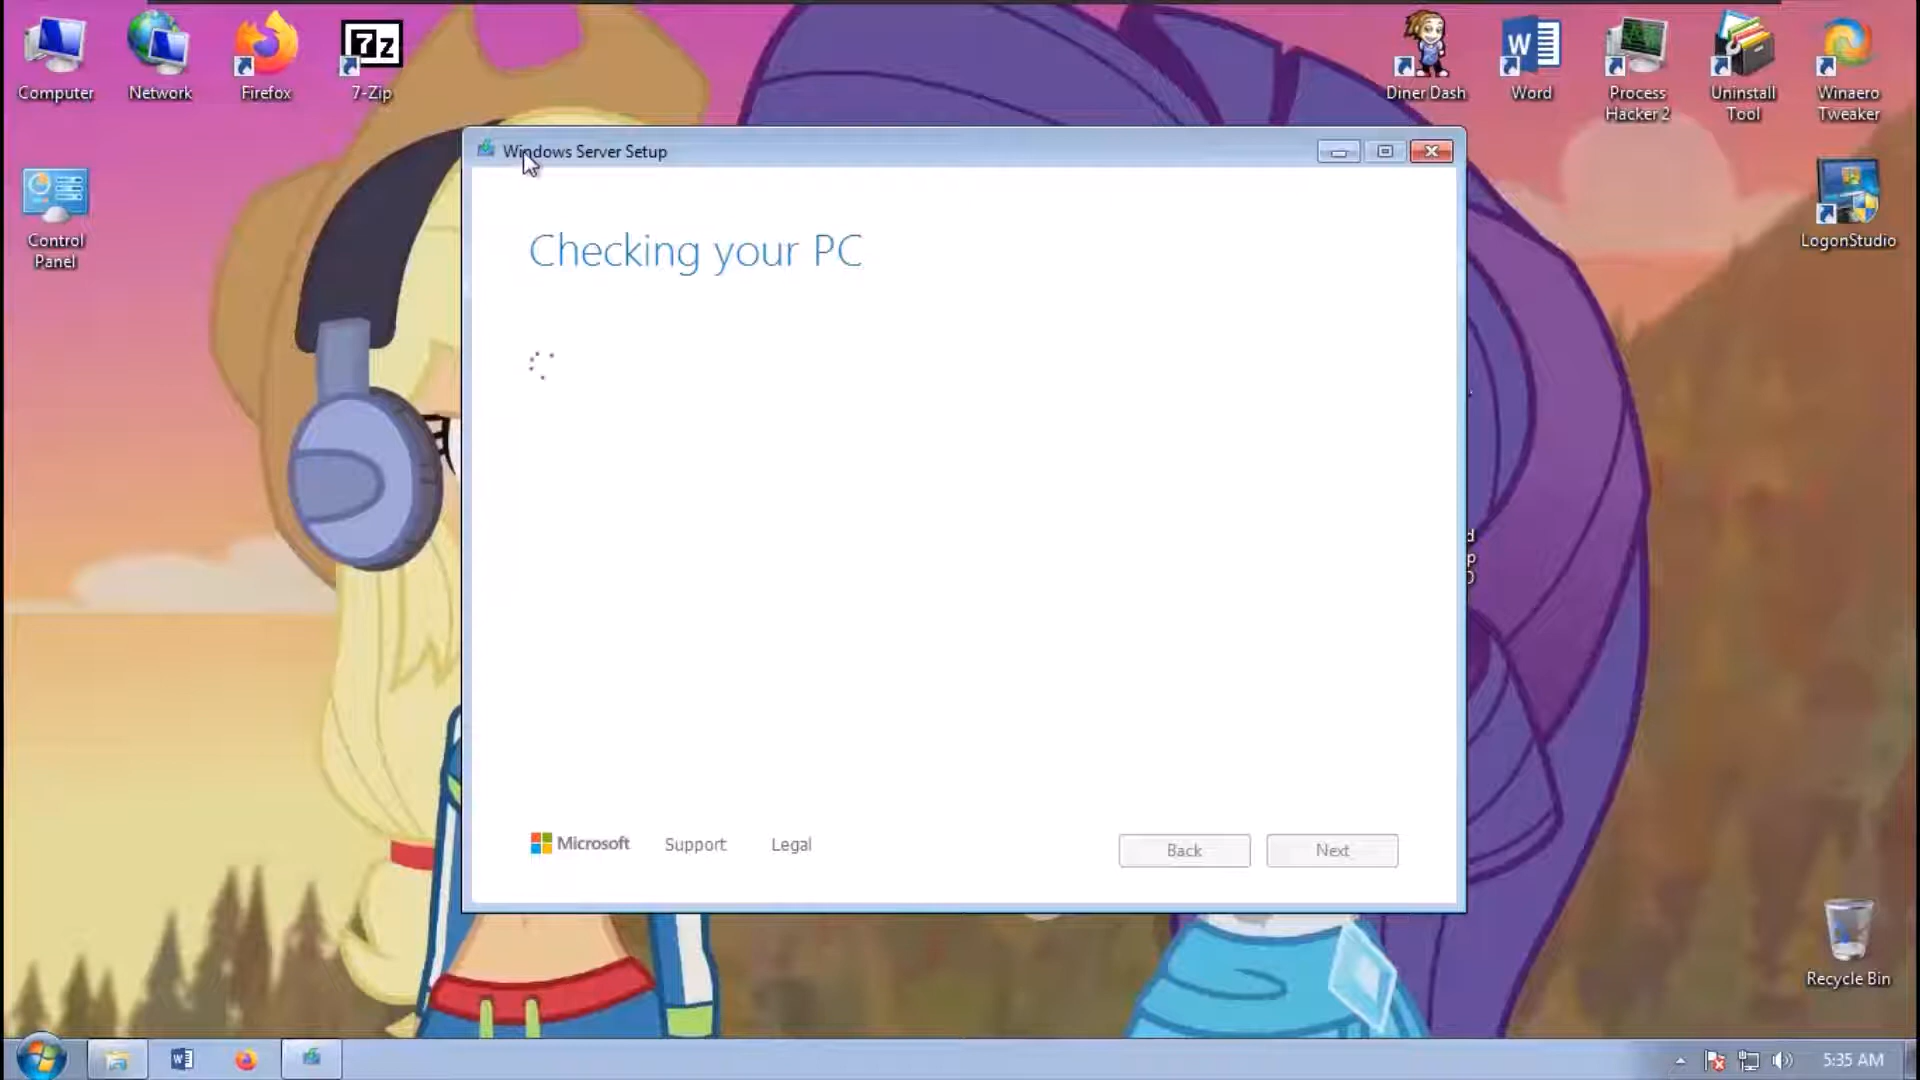 Computer
Network
Firefox
7-Zip
Diner Dash
Word
Process
Hacker 2
Uninstall
Tool
Winaero
Tweaker
Windows Server Setup
Control
Panel
LogonStudio
Checking your PC
d
p
Microsoft
Support
Legal
Back
Next
Recycle Bin
5:35 AM